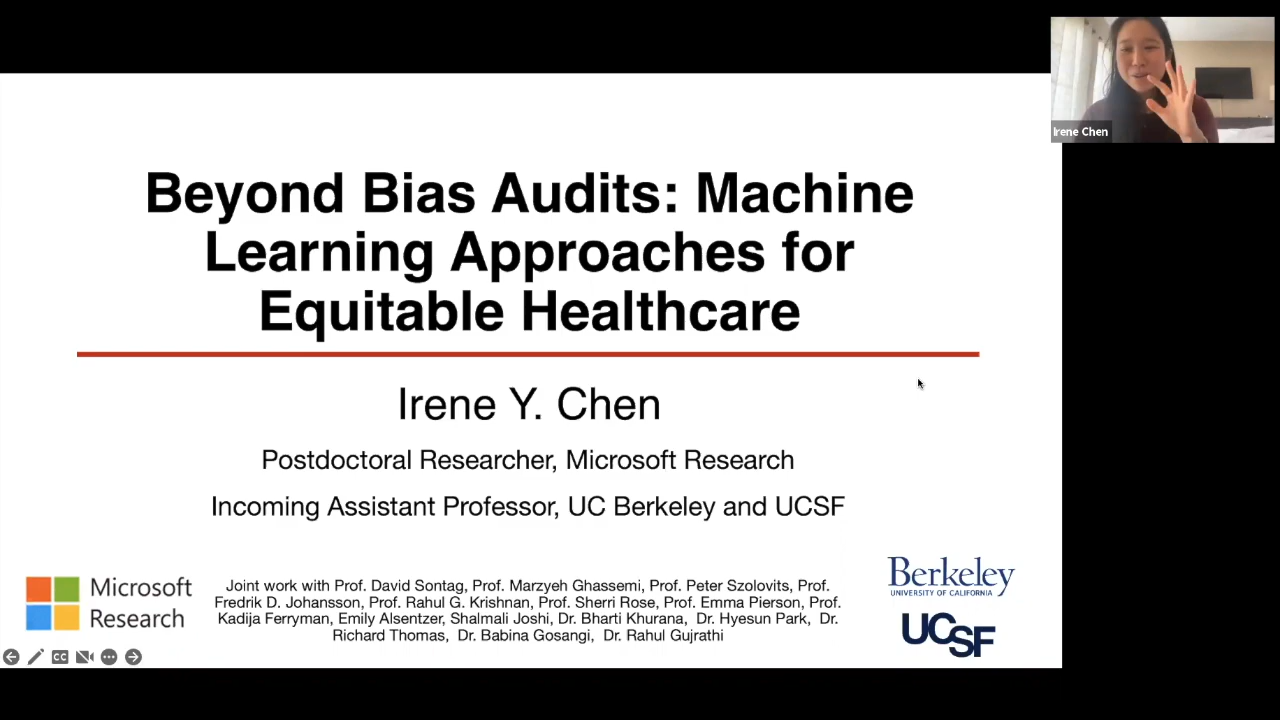 Irene Chen
Beyond Bias Audits: Machine
Learning Approaches for
Equitable Healthcare
Irene Y. Chen
Postdoctoral Researcher, Microsoft Research
Incoming Assistant Professor, UC Berkeley and UCSF
Microsoft
Research
Joint work with Prof. David Sontag, Prof. Marzyeh Ghassemi, Prof. Peter Szolovits, Prof.
Fredrik D. Johansson, Prof. Rahul G. Krishnan, Prof. Sherri Rose, Prof. Emma Pierson, Prof.
Kadija Ferryman, Emily Alsentzer, Shalmali Joshi, Dr. Bharti Khurana, Dr. Hyesun Park, Dr.
Richard Thomas, Dr. Babina Gosangi, Dr. Rahul Gujrathi
Berkeley
UNIVERSITY OF CALIFORNIA
UCSF
CC